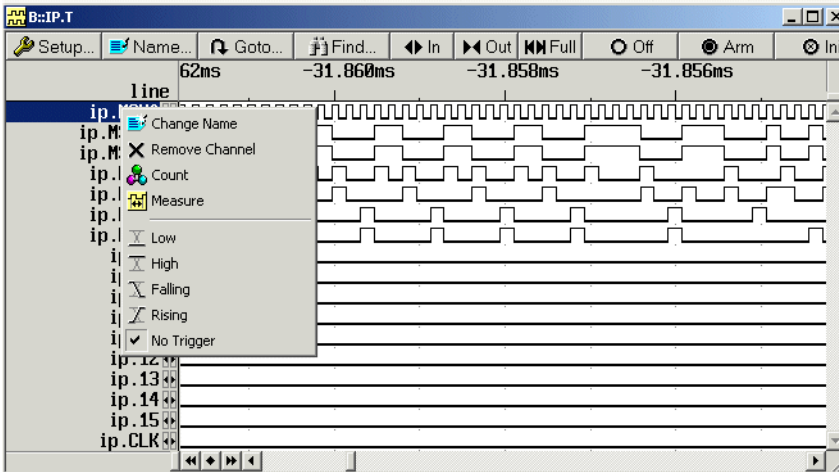 B::IP.T
Setup... Name... Goto... Find... In Out Full Off Arm In
62ms -31.860ms -31.858ms -31.856ms
line
ip.
ip.M
ip.M
ip.
ip.
ip.
ip.
ip.12
ip.13
ip.14
ip.15
ip.CLK
Change Name
Remove Channel
Count
Measure
Low
High
Falling
Rising
No Trigger